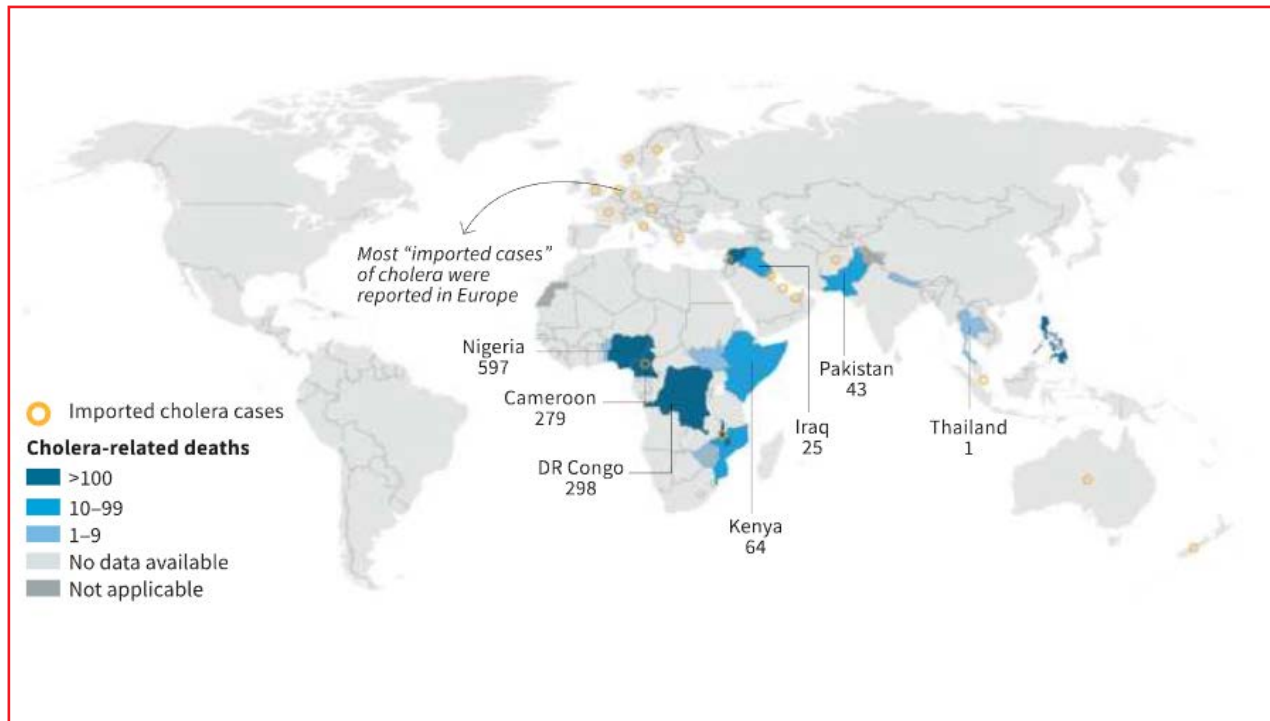 Most “imported cases”
of cholera were
reported in Europe
Nigeria
597
Cameroon
279
DR Congo
298
Kenya
64
Iraq
25
Pakistan
43
Thailand
1
Imported cholera cases
Cholera-related deaths
>100
10–99
1–9
No data available
Not applicable